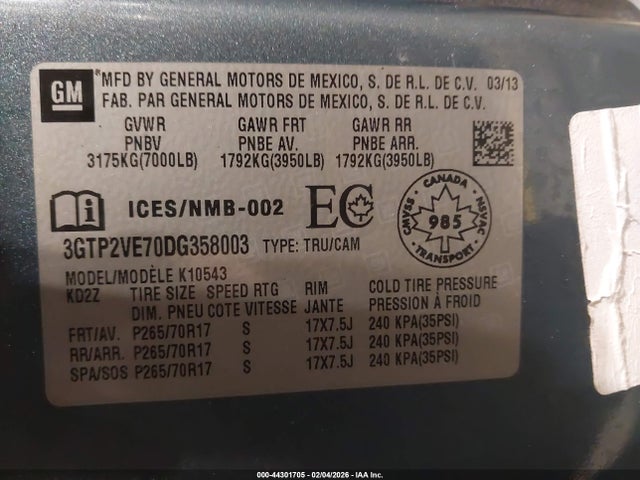 GM
*MFD BY GENERAL MOTORS DE MEXICO, S. DE R.L. DE C.V. 03/13
FAB. PAR GENERAL MOTORS DE MEXICO, S. DE R.L. DE C.V.
GVWR GAWR FRT GAWR RR
PNBV PNBE AV. PNBE ARR.
3175KG(7000LB) 1792KG(3950LB) 1792KG(3950LB)
i ICES/NMB-002 EC CANADA CMVSS NSVAC 985 TRANSPORT
3GTP2VE70DG358003 TYPE: TRU/CAM
MODEL/MODÈLE K10543
KD2Z TIRE SIZE SPEED RTG RIM COLD TIRE PRESSURE
DIM. PNEU COTE VITESSE JANTE PRESSION À FROID
FRT/AV. P265/70R17 S 17X7.5J 240 KPA(35PSI)
RR/ARR. P265/70R17 S 17X7.5J 240 KPA(35PSI)
SPA/SOS P265/70R17 S 17X7.5J 240 KPA(35PSI)
000-44301705 - 02/04/2026 - IAA Inc.